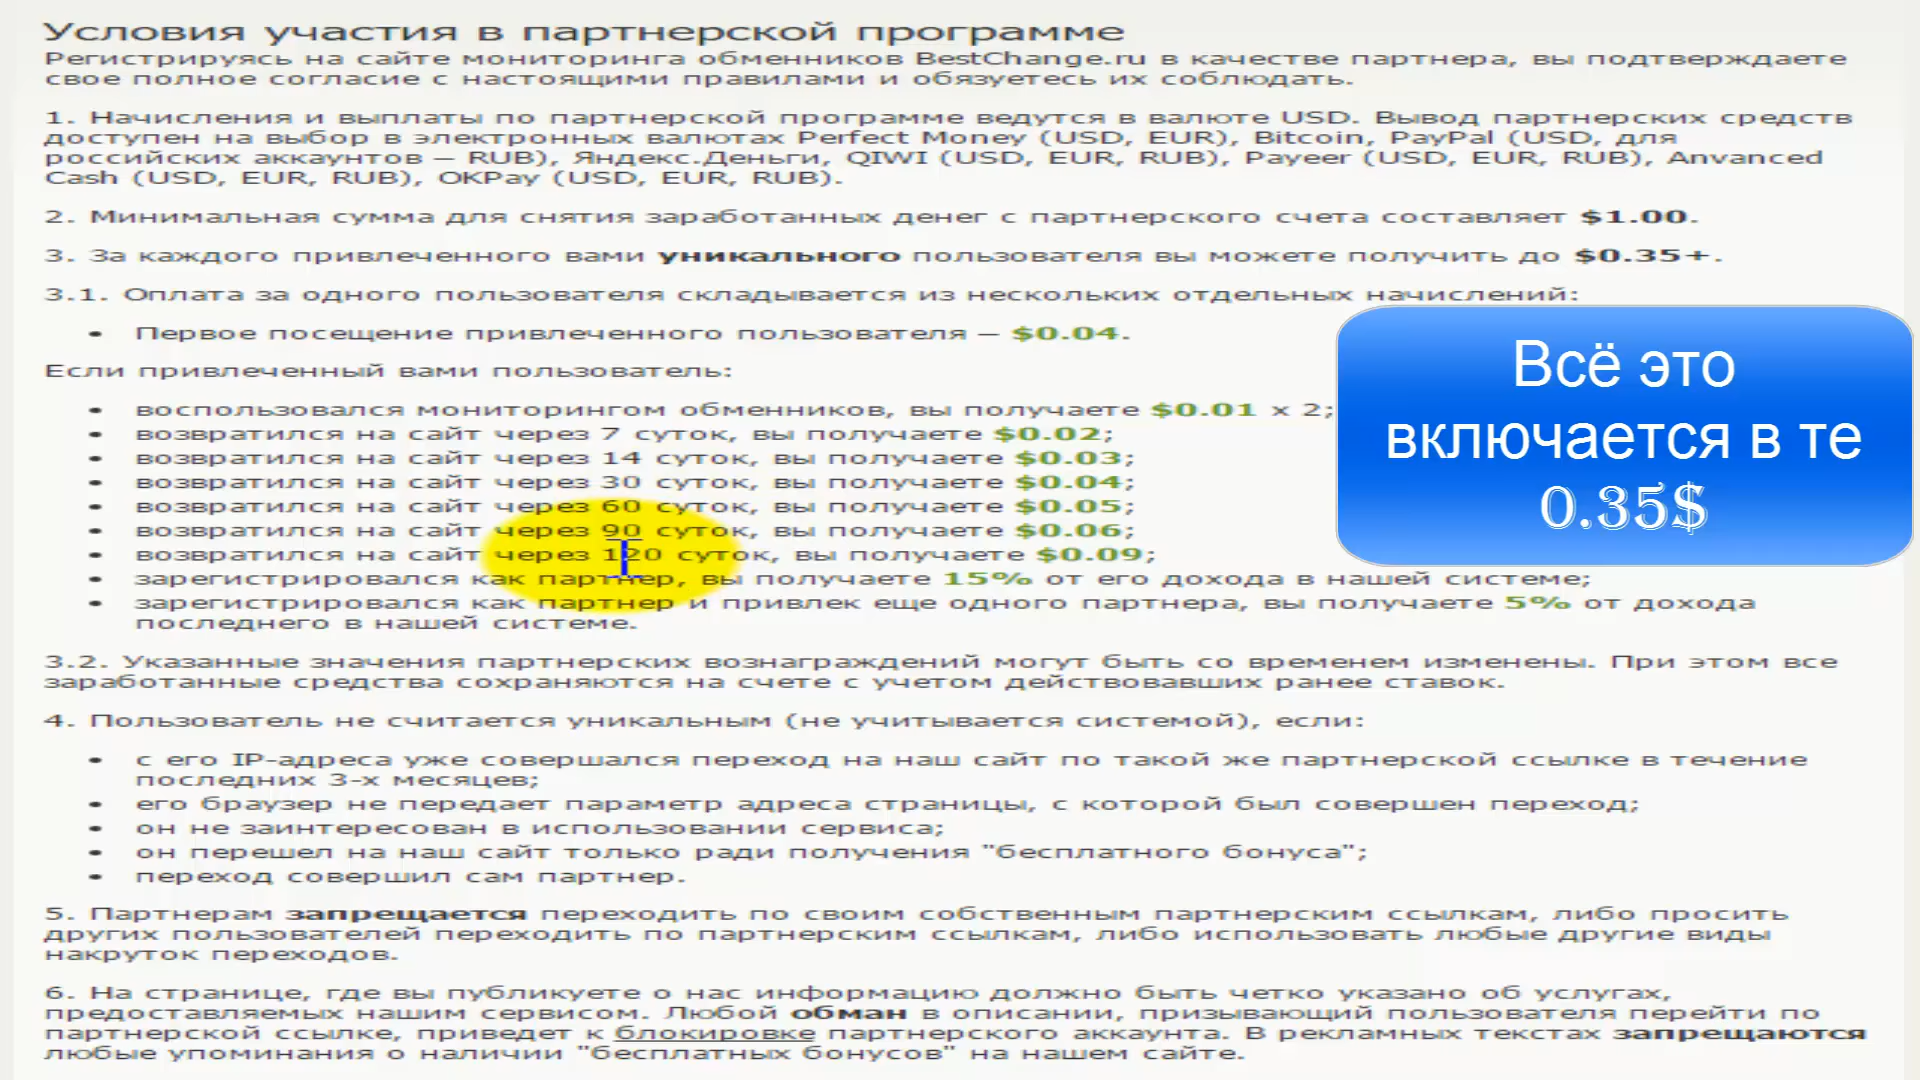 Условия участия в партнерской программе
Регистрируясь на сайте мониторинга обменников BestChange.ru в качестве партнера, вы подтверждаете
свое полное согласие с настоящими правилами и обязуетесь их соблюдать.
1. Начисления и выплаты по партнерской программе ведутся в валюте USD. Вывод партнерских средств
доступен на выбор в электронных валютах Perfect Money (USD, EUR), Bitcoin, PayPal (USD, для
российских аккаунтов – RUB), Яндекс.Деньги, QIWI (USD, EUR, RUB), Payeer (USD, EUR, RUB), Anvanced
Cash (USD, EUR, RUB), OKPay (USD, EUR, RUB).
2. Минимальная сумма для снятия заработанных денег с партнерского счета составляет $1.00.
3. За каждого привлеченного вами уникального пользователя вы можете получить до $0.35+.
3.1. Оплата за одного пользователя складывается из нескольких отдельных начислений:
• Первое посещение привлеченного пользователя – $0.04.
Если привлеченный вами пользователь:
• воспользовался мониторингом обменников, вы получаете $0.01 x 2;
• возвратился на сайт через 7 суток, вы получаете $0.02;
• возвратился на сайт через 14 суток, вы получаете $0.03;
• возвратился на сайт через 30 суток, вы получаете $0.04;
• возвратился на сайт через 60 суток, вы получаете $0.05;
• возвратился на сайт через 90 суток, вы получаете $0.06;
• возвратился на сайт через 120 суток, вы получаете $0.09;
• зарегистрировался как партнер, вы получаете 15% от его дохода в нашей системе;
• зарегистрировался как партнер и привлек еще одного партнера, вы получаете 5% от дохода
последнего в нашей системе.
Всё это
включается в те
0.35$
3.2. Указанные значения партнерских вознаграждений могут быть со временем изменены. При этом все
заработанные средства сохраняются на счете с учетом действовавших ранее ставок.
4. Пользователь не считается уникальным (не учитывается системой), если:
• с его IP-адреса уже совершался переход на наш сайт по такой же партнерской ссылке в течение
последних 3-х месяцев;
• его браузер не передает параметр адреса страницы, с которой был совершен переход;
• он не заинтересован в использовании сервиса;
• он перешел на наш сайт только ради получения "бесплатного бонуса";
• переход совершил сам партнер.
5. Партнерам запрещается переходить по своим собственным партнерским ссылкам, либо просить
других пользователей переходить по партнерским ссылкам, либо использовать любые другие виды
накруток переходов.
6. На странице, где вы публикуете о нас информацию должно быть четко указано об услугах,
предоставляемых нашим сервисом. Любой обман в описании, призывающий пользователя перейти по
партнерской ссылке, приведет к блокировке партнерского аккаунта. В рекламных текстах запрещаются
любые упоминания о наличии "бесплатных бонусов" на нашем сайте.